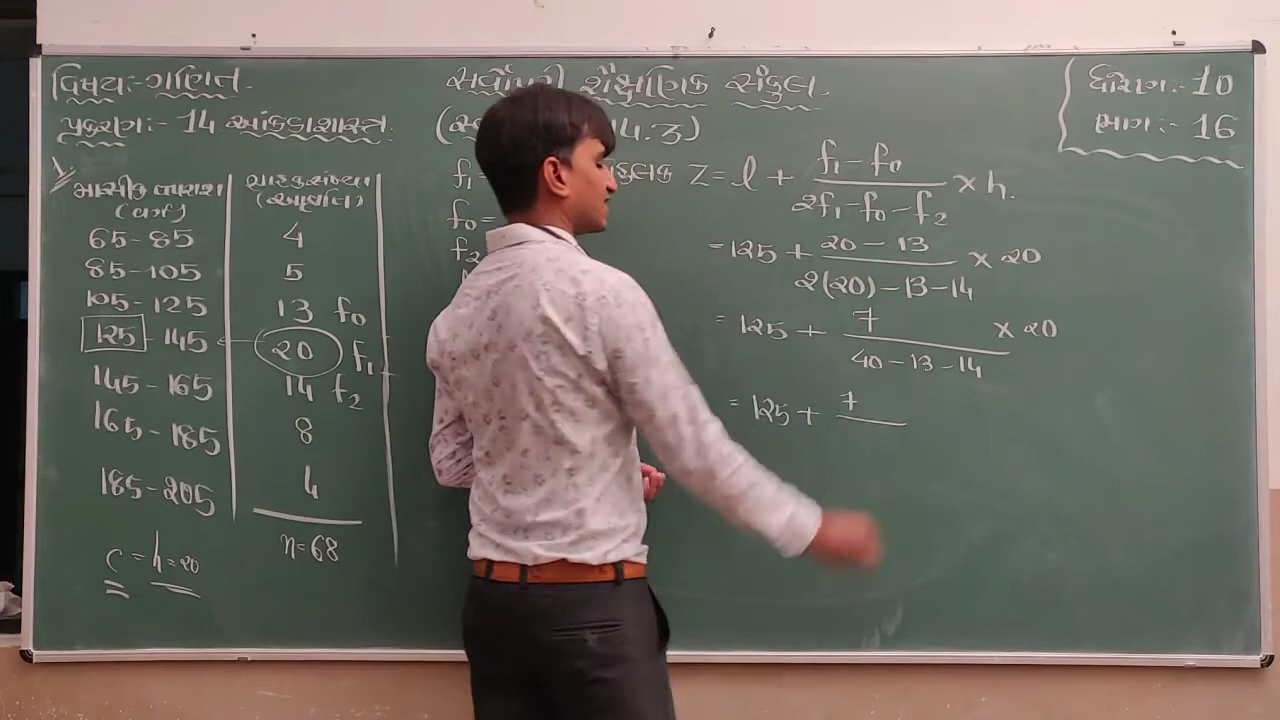 વિષય:- ગણિત.
પ્રકરણ:- 14 આંકડાશાસ્ત્ર.
સર્વોપરી શૈક્ષણિક સંકુલ.
14.3)
ધોરણ:- 10
ભાગ:- 16
માસીક વપરાશ
(વર્ગ)
ગ્રાહકસંખ્યા
(આવૃત્તિ)
65-85 4
85-105 5
105-125 13 f₀
125-145 20 f₁
145-165 14 f₂
165-185 8
185-205 4
n=68
c = h=20
f₁=
f₀=
f₂
Z = l + (f₁-f₀)/(2f₁-f₀-f₂) × h.
= 125 + (20-13)/(2(20)-13-14) × 20
= 125 + 7/(40-13-14) × 20
= 125 + 7/